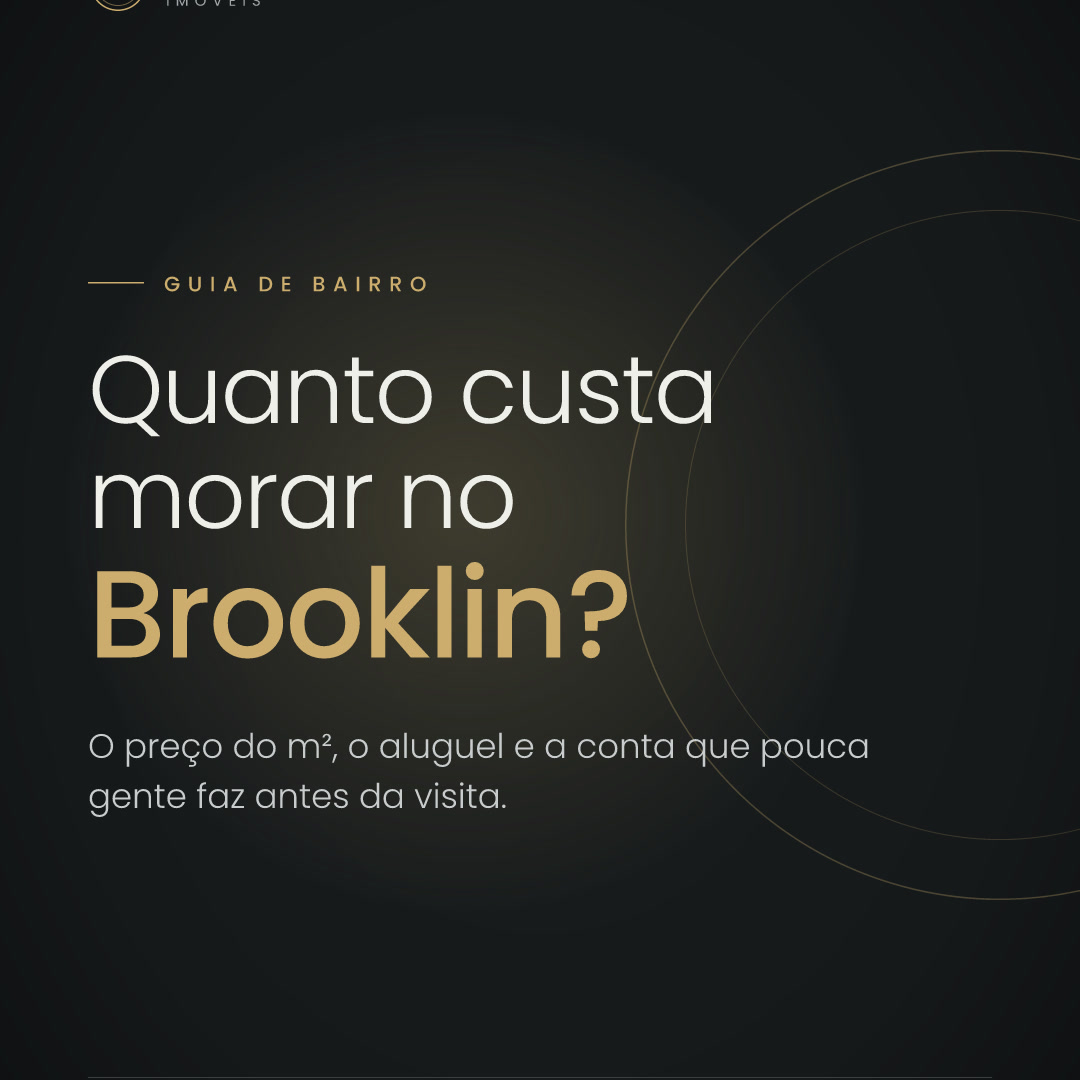 IMÓVEIS
GUIA DE BAIRRO
Quanto custa
morar no
Brooklin?
O preço do m², o aluguel e a conta que pouca
gente faz antes da visita.